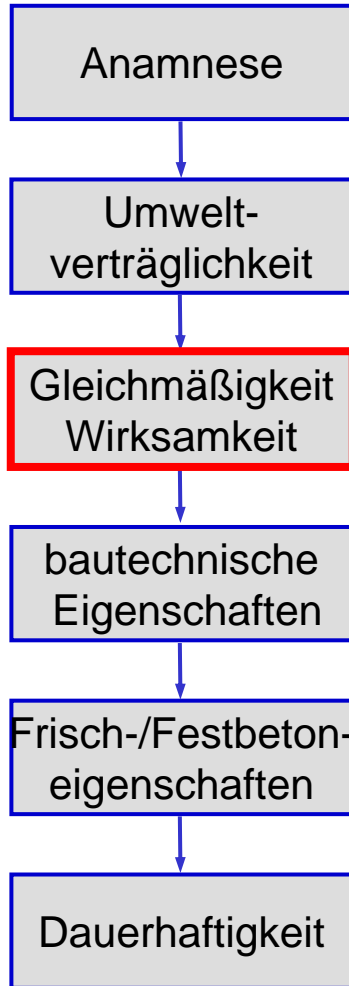 Anamnese
Umwelt-
verträglichkeit
Gleichmäßigkeit
Wirksamkeit
bautechnische
Eigenschaften
Frisch-/Festbeton-
eigenschaften
Dauerhaftigkeit